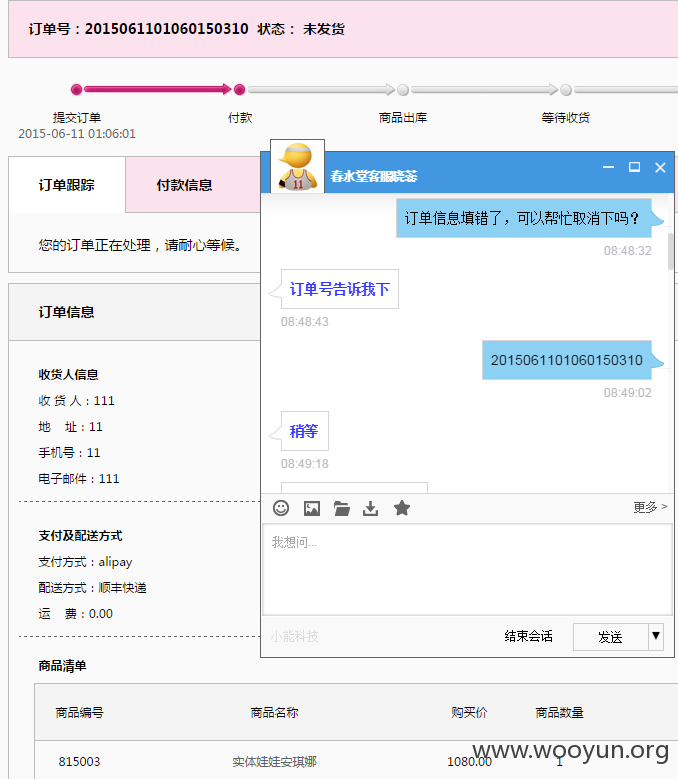 订单号：2015061101060150310 状态： 未发货
提交订单 付款 商品出库 等待收货
2015-06-11 01:06:01
订单跟踪 付款信息
您的订单正在处理，请耐心等候。
订单信息
收货人信息
收 货 人：111
地 址：11
手机号：11
电子邮件：111
支付及配送方式
支付方式：alipay
配送方式：顺丰快递
运 费：0.00
商品清单
商品编号 商品名称 购买价 商品数量
815003 实体娃娃安琪娜 1080.00 1
春水堂客服晓菍
订单信息填错了，可以帮忙取消下吗？
08:48:32
订单号告诉我下
08:48:43
2015061101060150310
08:49:02
稍等
08:49:18
更多 >
我想问...
小能科技 结束会话 发送
www.wooyun.org